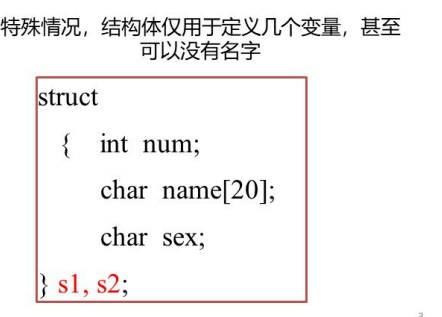 特殊情况，结构体仅用于定义几个变量，甚至
可以没有名字
struct
{ int num;
char name[20];
char sex;
} s1, s2;
3